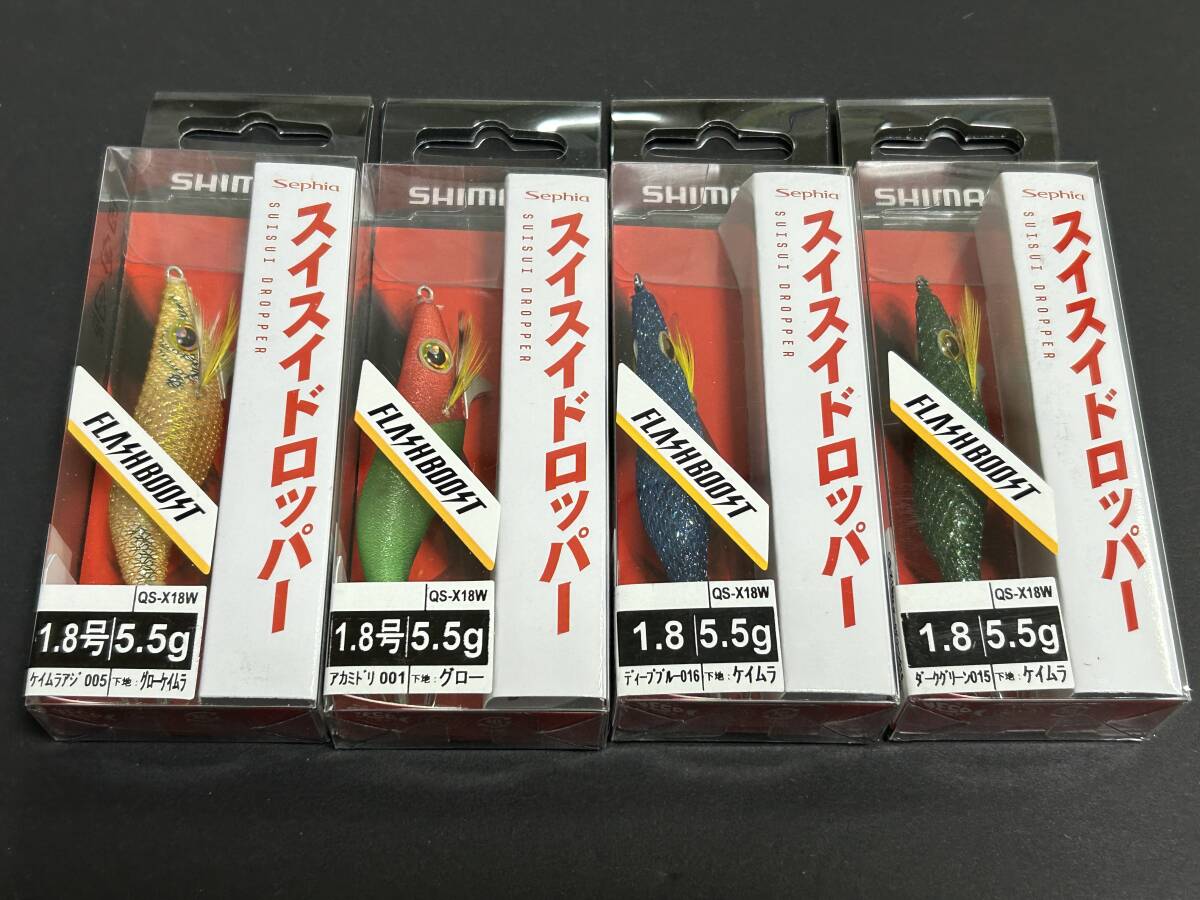 SHIM
Sephia
スイスイドロッパー
SUISUI DROPPER
FLASHBOOST
QS-X18W
1.8号 5.5g
ケイムラアジ 005 下地：グローケイムラ
SHIMA
Sephia
スイスイドロッパー
SUISUI DROPPER
FLASHBOOST
QS-X18W
1.8号 5.5g
アカミドリ 001 下地：グロー
SHIMA
Sephia
スイスイドロッパー
SUISUI DROPPER
FLASHBOOST
QS-X18W
1.8 5.5g
ディープブルー016 下地：ケイムラ
SHIMA
Sephia
スイスイドロッパー
SUISUI DROPPER
FLASHBOOST
QS-X18W
1.8 5.5g
ダークグリーン015 下地：ケイムラ